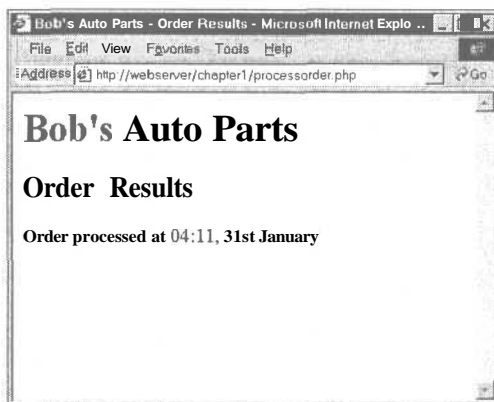 Bob's Auto Parts - Order Results - Microsoft Internet Explo ..
File Edit View Favorites Tools Help
Address http://webserver/chapter1/processorder.php Go
Bob's Auto Parts
Order Results
Order processed at 04:11, 31st January